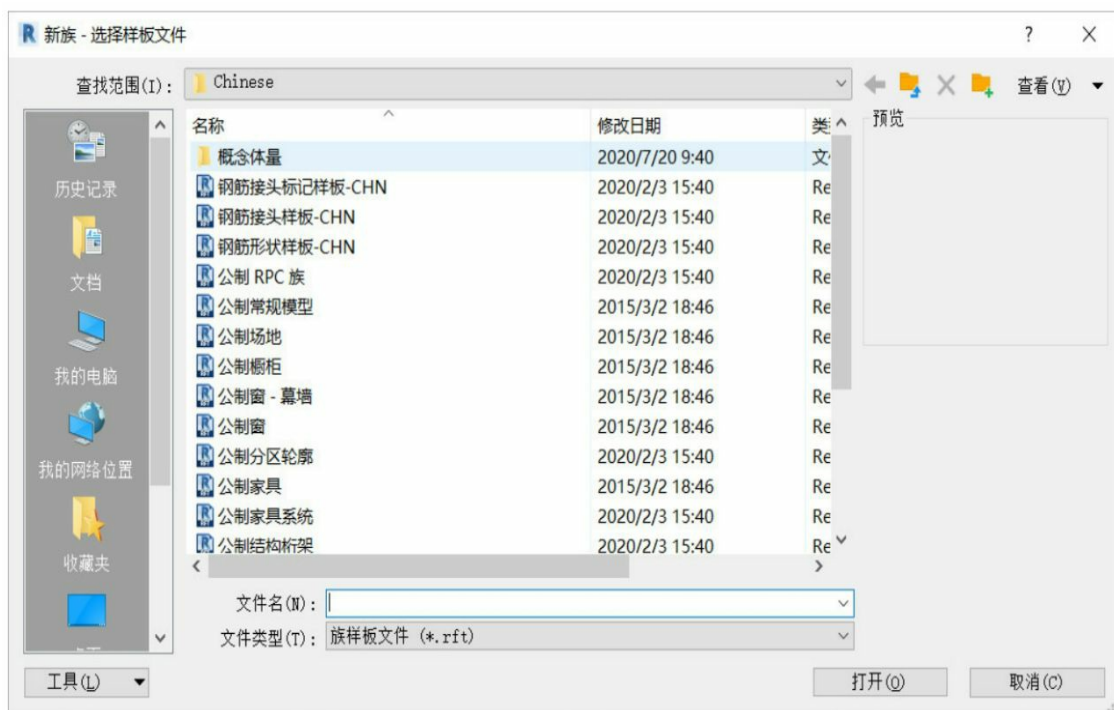 新族 - 选择样板文件
查找范围(I): Chinese 查看(V)
名称 修改日期 预览
历史记录
文档
我的电脑
我的网络位置
收藏夹
概念体量 2020/7/20 9:40
钢筋接头标记样板-CHN 2020/2/3 15:40 Re
钢筋接头样板-CHN 2020/2/3 15:40 Re
钢筋形状样板-CHN 2020/2/3 15:40 Re
公制 RPC 族 2020/2/3 15:40 Re
公制常规模型 2015/3/2 18:46 Re
公制场地 2015/3/2 18:46 Re
公制橱柜 2015/3/2 18:46 Re
公制窗 - 幕墙 2015/3/2 18:46 Re
公制窗 2015/3/2 18:46 Re
公制分区轮廓 2020/2/3 15:40 Re
公制家具 2015/3/2 18:46 Re
公制家具系统 2020/2/3 15:40 Re
公制结构桁架 2020/2/3 15:40 Re
文件名(N):
文件类型(T): 族样板文件 (*.rft)
工具(L) 打开(O) 取消(C)